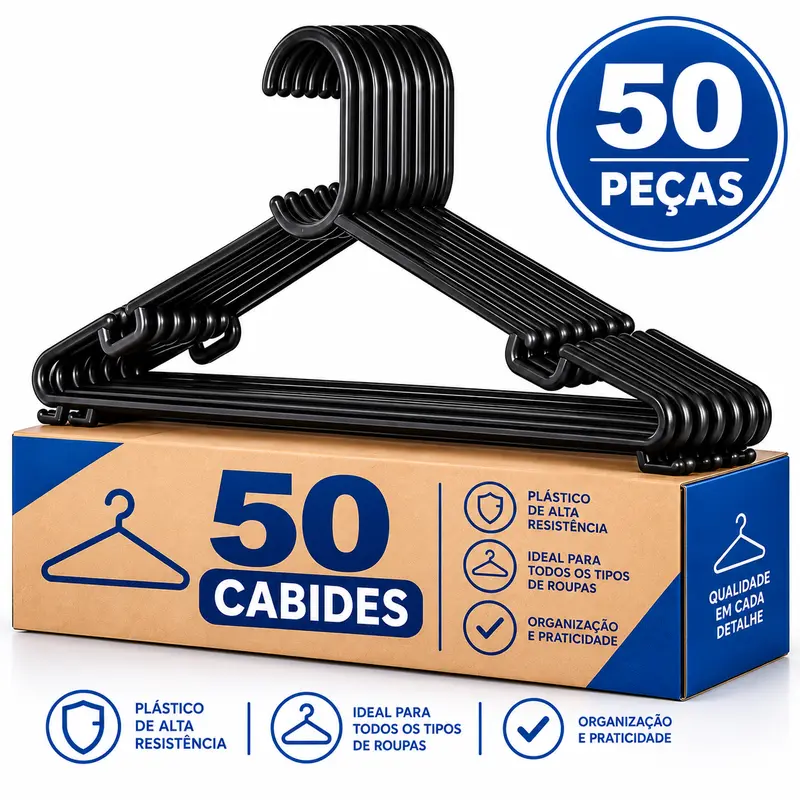 50
PEÇAS
50
CABIDES
PLÁSTICO
DE ALTA
RESISTÊNCIA
IDEAL PARA
TODOS OS TIPOS
DE ROUPAS
ORGANIZAÇÃO
E PRATICIDADE
QUALIDADE
EM CADA
DETALHE
PLÁSTICO
DE ALTA
RESISTÊNCIA
IDEAL PARA
TODOS OS TIPOS
DE ROUPAS
ORGANIZAÇÃO
E PRATICIDADE